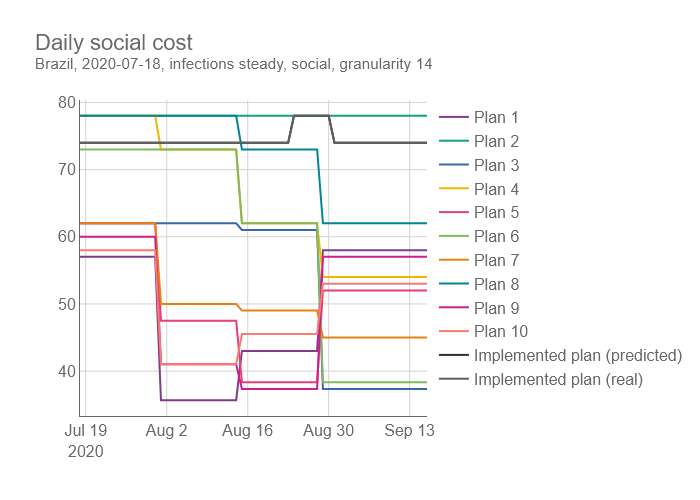 Daily social cost
Brazil, 2020-07-18, infections steady, social, granularity 14
80
70
60
50
40
Jul 19
2020
Aug 2
Aug 16
Aug 30
Sep 13
Plan 1
Plan 2
Plan 3
Plan 4
Plan 5
Plan 6
Plan 7
Plan 8
Plan 9
Plan 10
Implemented plan (predicted)
Implemented plan (real)